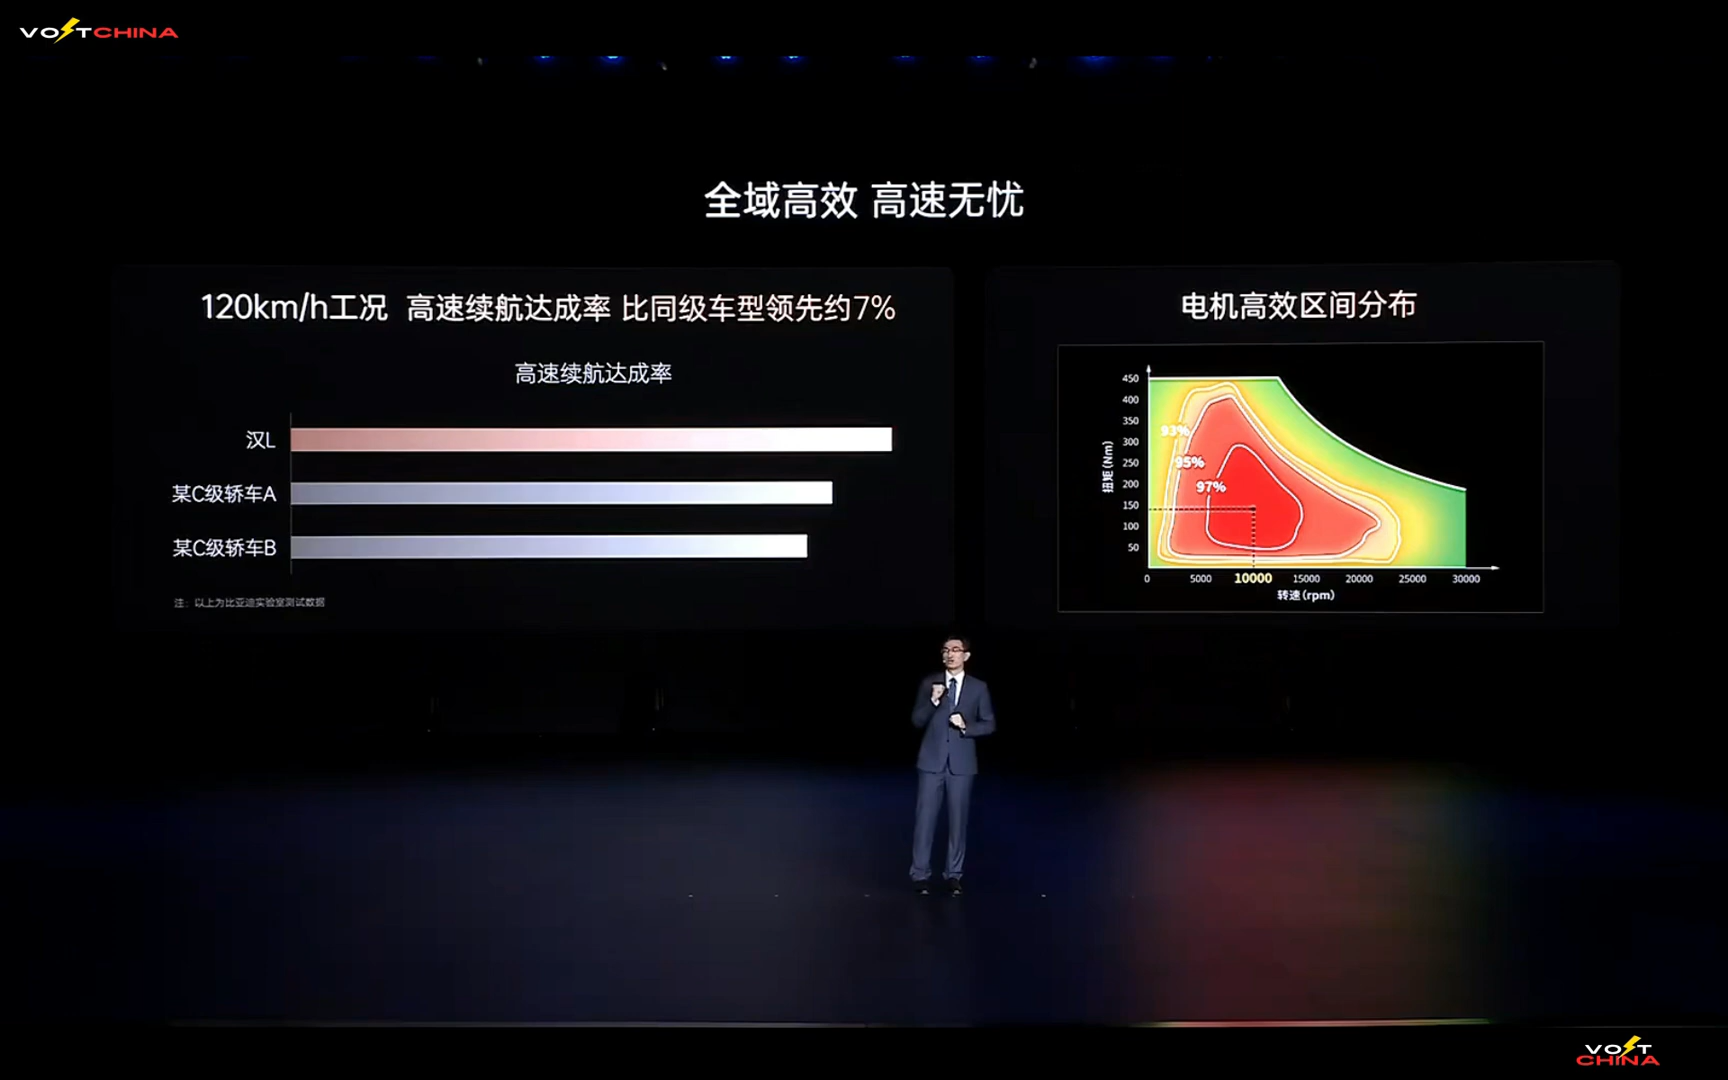 VOLTCHINA
全域高效 高速无忧
120km/h工况 高速续航达成率 比同级车型领先约7%
高速续航达成率
汉L
某C级轿车A
某C级轿车B
注：以上为比亚迪实验室测试数据
电机高效区间分布
扭矩(Nm)
450
400
350
300
250
200
150
100
50
93%
95%
97%
0 5000 10000 15000 20000 25000 30000
转速(rpm)
VOLT
CHINA